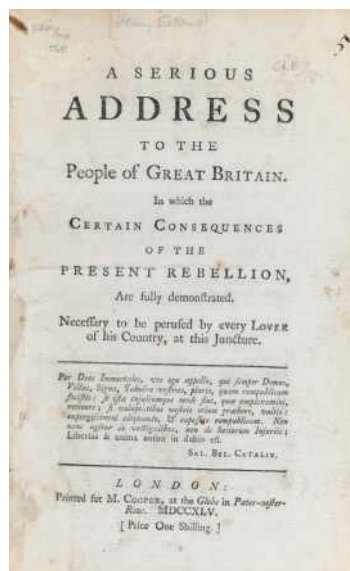 A SERIOUS
ADDRESS
TO THE
People of GREAT BRITAIN.
In which the
CERTAIN CONSEQUENCES
OF THE
PRESENT REBELLION,
Are fully demonſtrated.
Neceſſary to be peruſed by every LOVER
of his Country, at this Juncture.
Per Deos Immortales, vos ego appello, qui ſemper Domos,
Villas, Signa, Tabulas veſtras, pluris, quam rempublicam
feciſtis: ſi iſta cujuſcumque modi ſint, quæ amplexamini,
retinere; ſi voluptatibus veſtris otium præbere, vultis:
expergiſcimini aliquando, & capeſſite rempublicam. Non
nunc agitur de vectigalibus, non de ſociorum Injuriis:
Libertas & anima noſtra in dubio eſt.
SAL. BEL. CATALIN.
LONDON:
Printed for M. COOPER, at the Globe in Pater-noſter-
Row. MDCCXLV.
[ Price One Shilling. ]